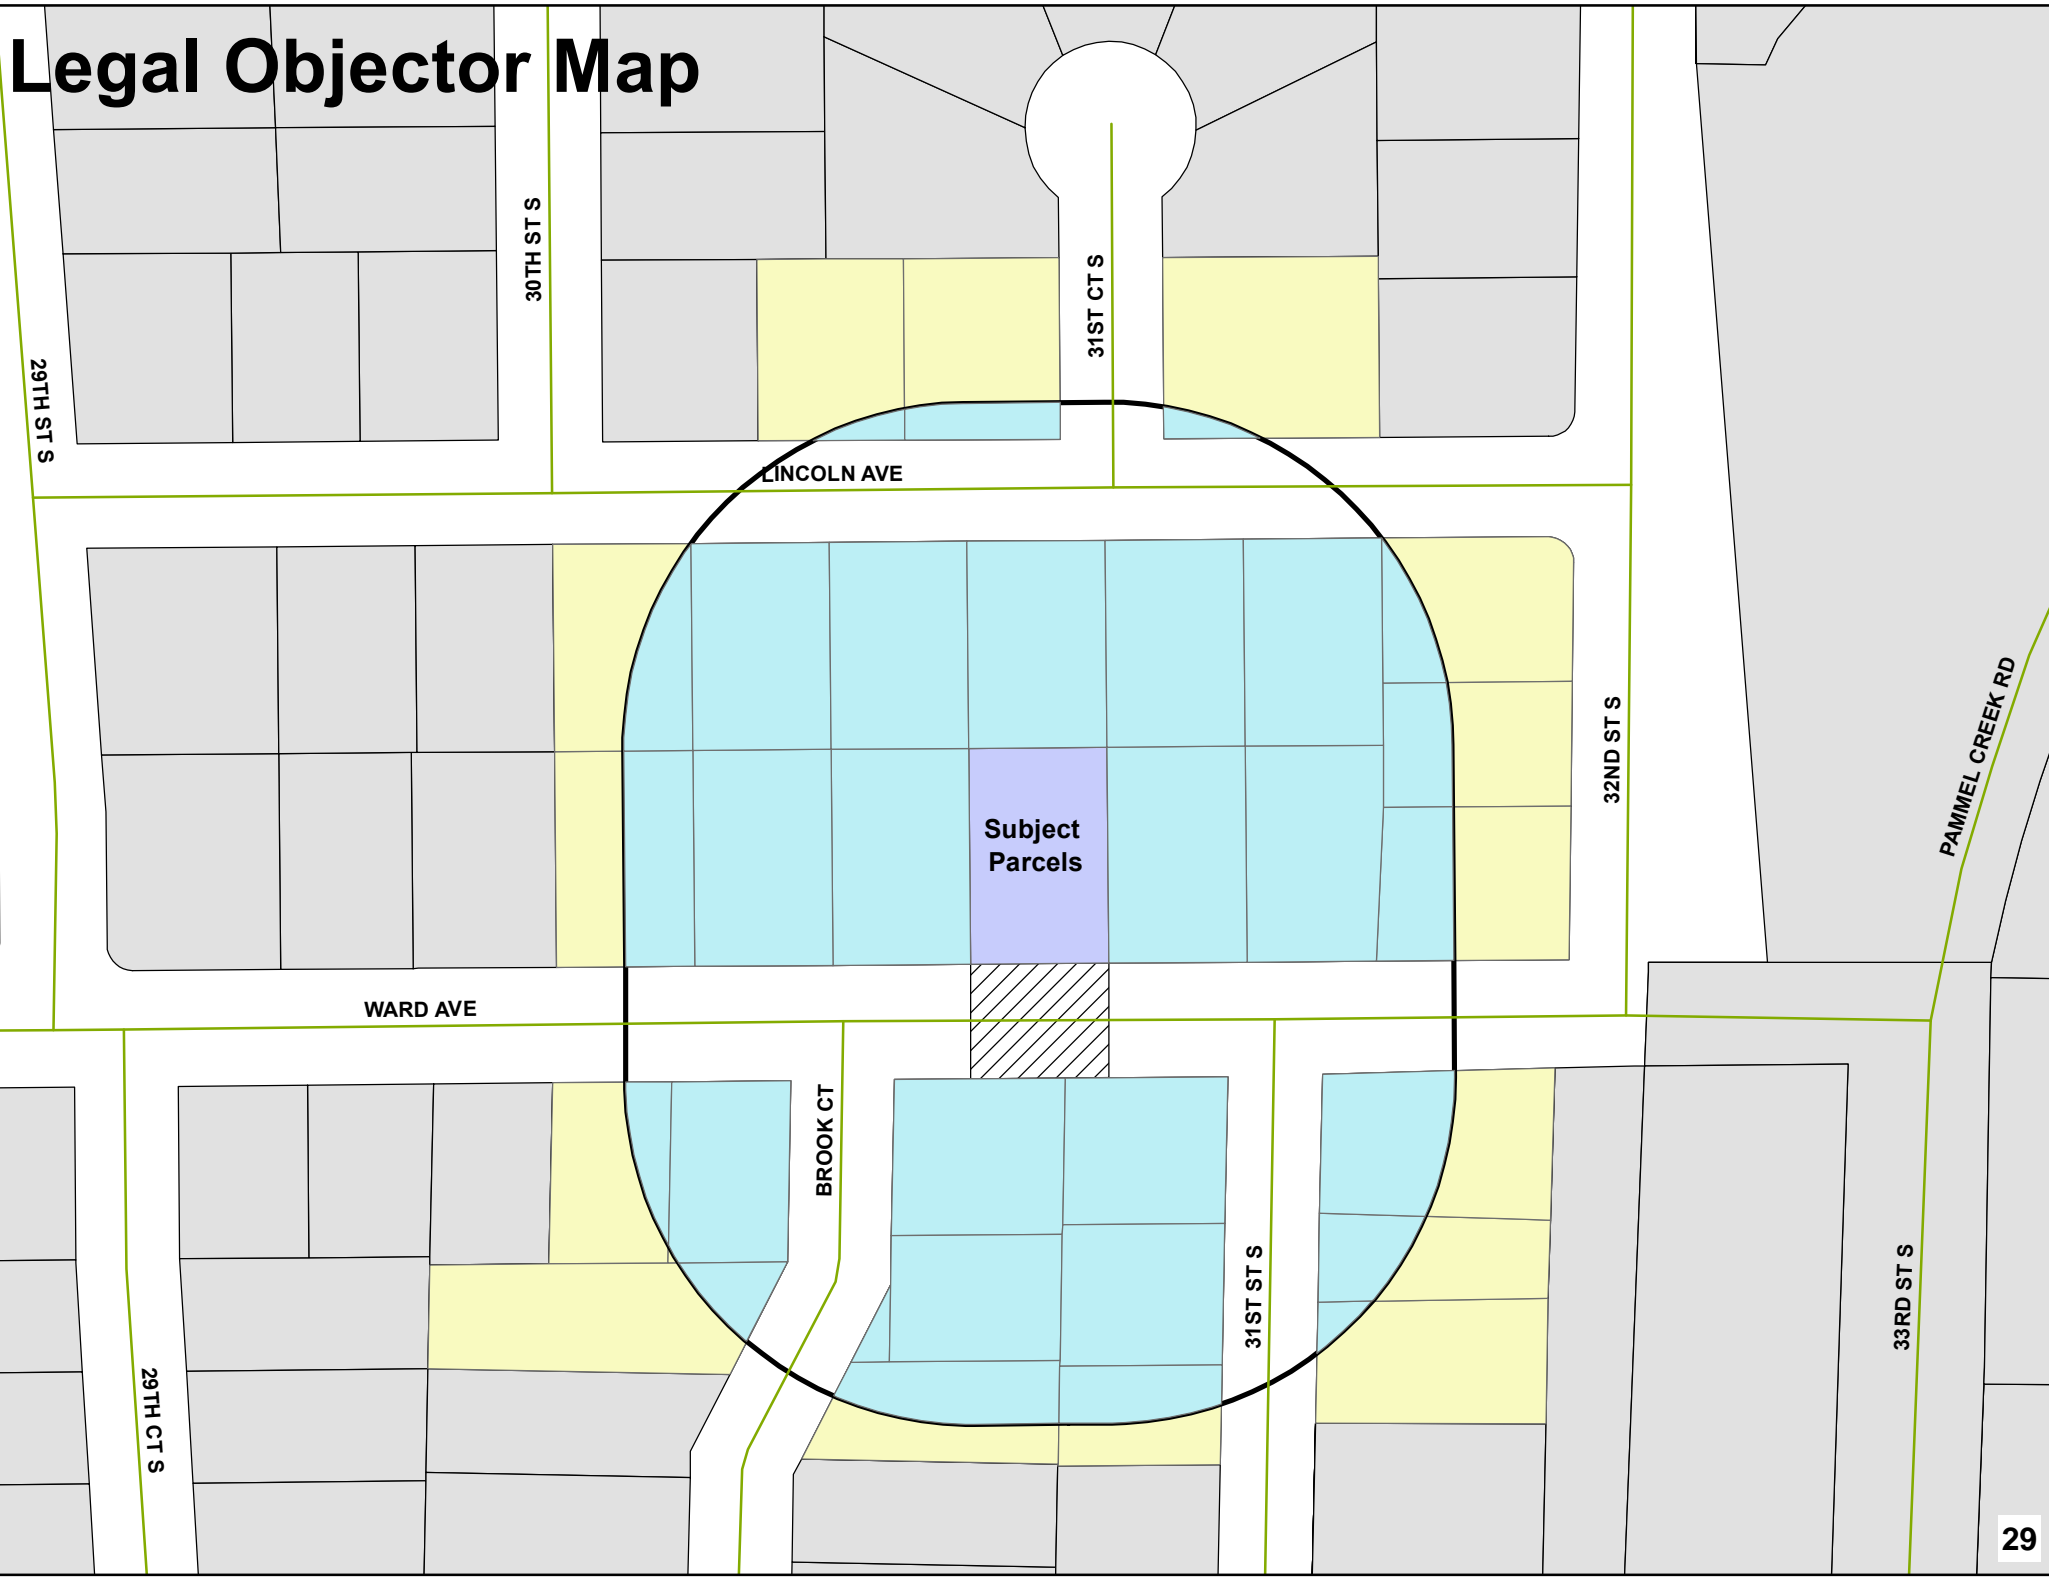 Legal Objector Map
30TH ST S
31ST CT S
29TH ST S
LINCOLN AVE
32ND ST S
PAMMEL CREEK RD
Subject
Parcels
WARD AVE
BROOK CT
31ST ST S
33RD ST S
29TH CT S
29